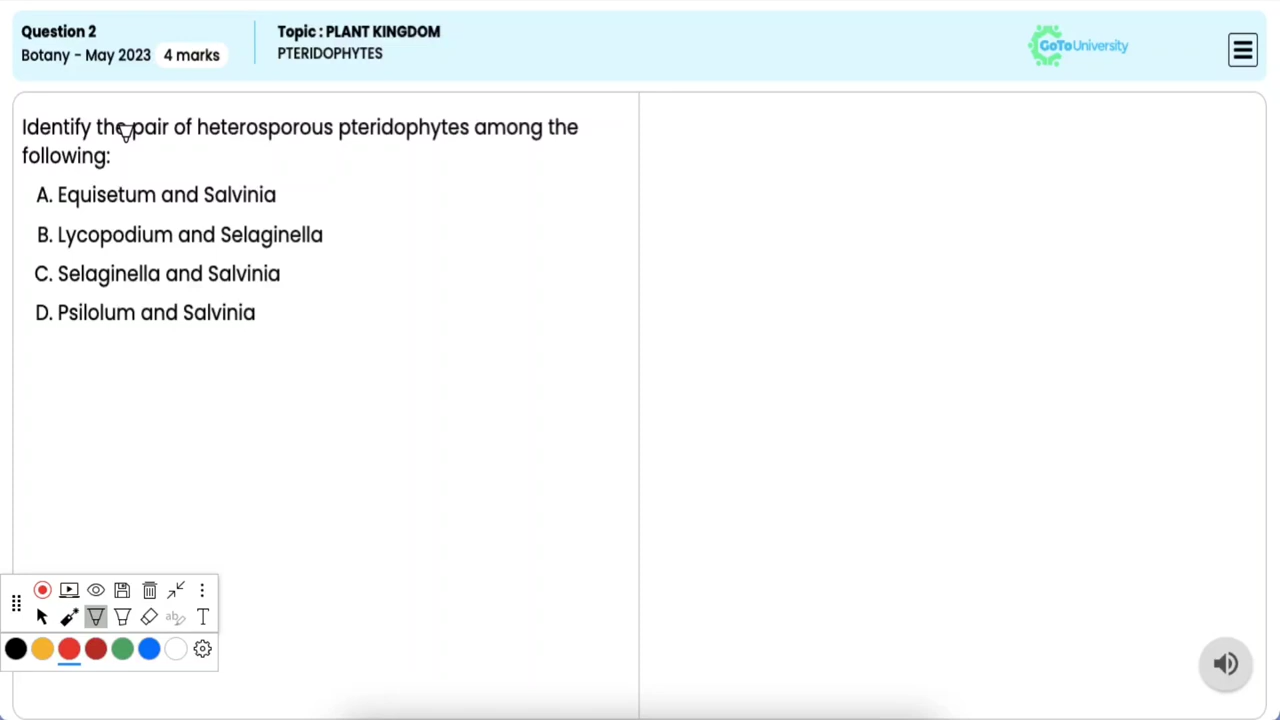 Question 2
Botany - May 2023 4 marks
Topic : PLANT KINGDOM
PTERIDOPHYTES
GoToUniversity
Identify the pair of heterosporous pteridophytes among the
following:
A. Equisetum and Salvinia
B. Lycopodium and Selaginella
C. Selaginella and Salvinia
D. Psilolum and Salvinia
ab
T